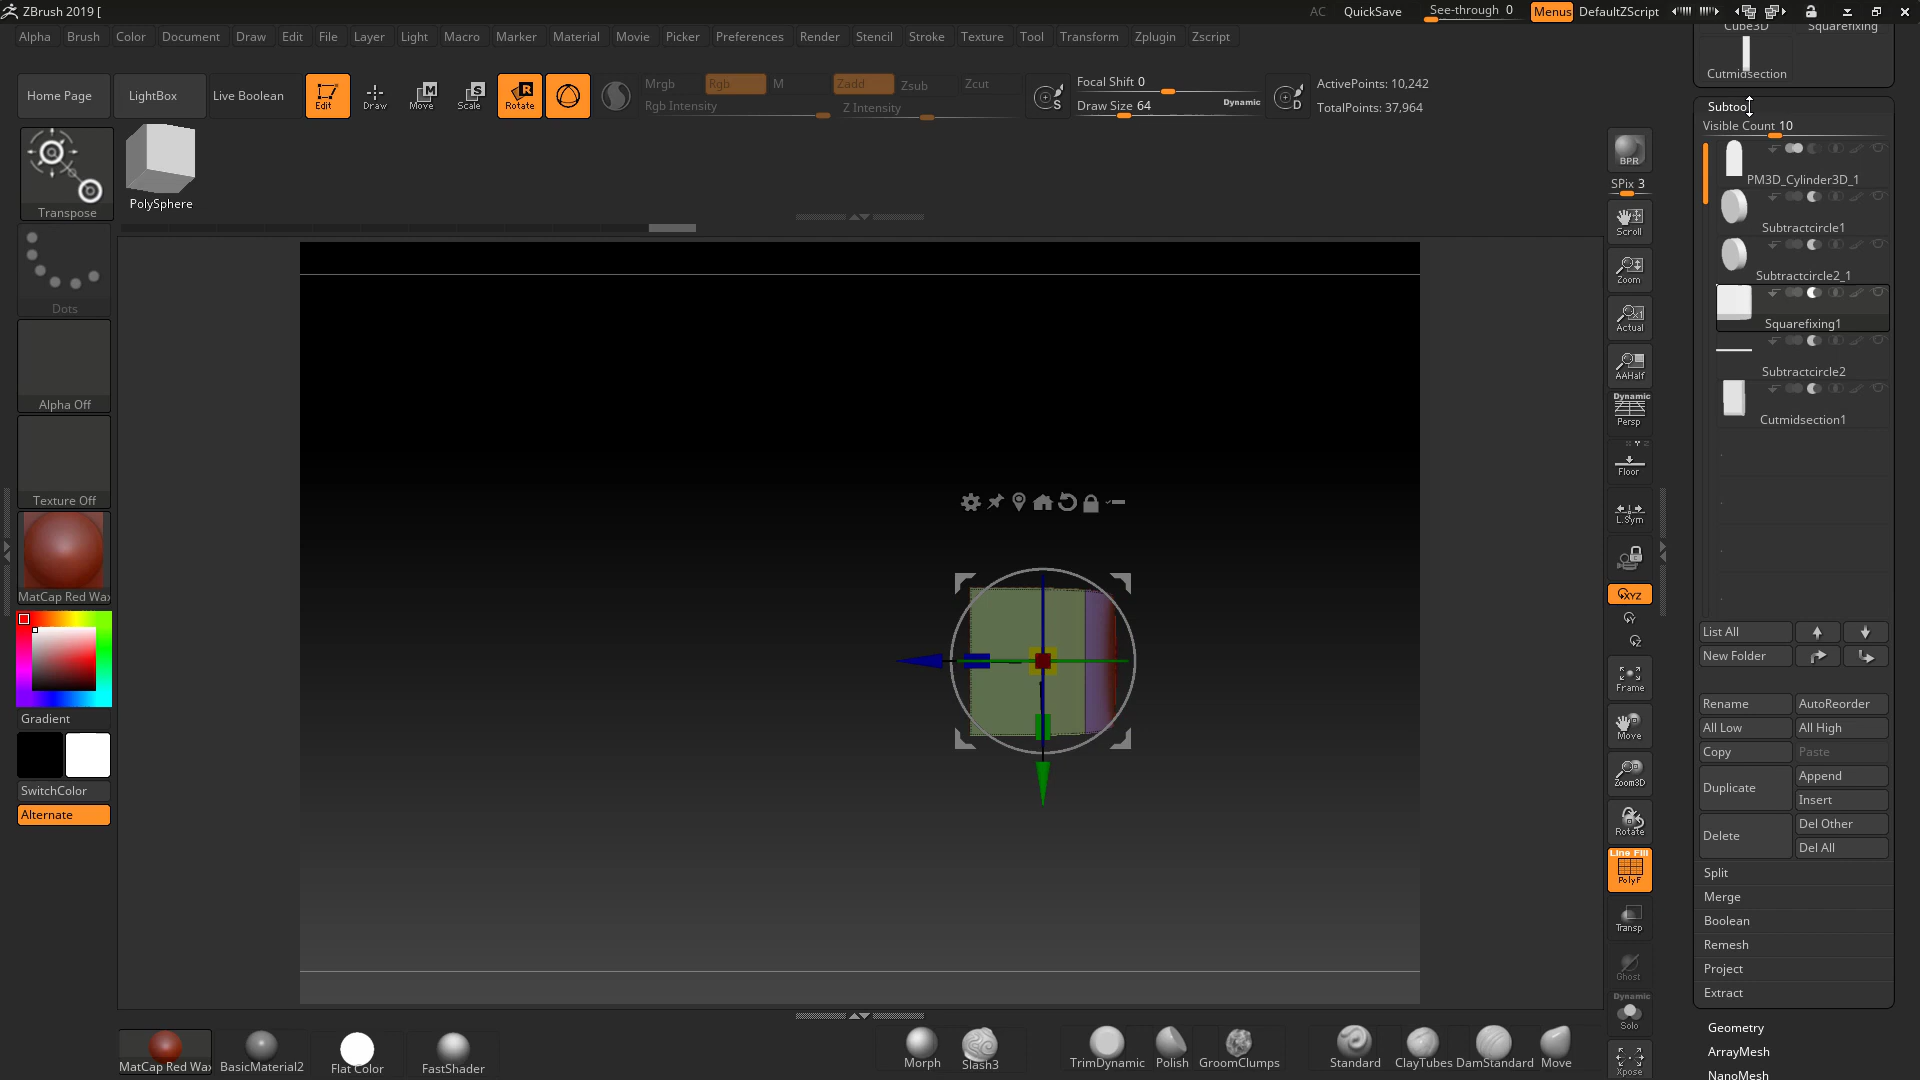 ZBrush 2019 [
AC QuickSave See-through 0 Menus DefaultZScript
Alpha Brush Color Document Draw Edit File Layer Light Macro Marker Material Movie Picker Preferences Render Stencil Stroke Texture Tool Transform Zplugin Zscript
Home Page LightBox Live Boolean Edit Draw Move Scale Rotate
Mrgb Rgb M Zadd Zsub Zcut
Rgb Intensity Z Intensity
Focal Shift 0
Draw Size 64 Dynamic
ActivePoints: 10,242
TotalPoints: 37,964
Transpose
PolySphere
Dots
Alpha Off
Texture Off
MatCap Red Wax
Gradient
SwitchColor
Alternate
BPR
SPix 3
Scroll
Zoom
Actual
AAHalf
Dynamic
Persp
Floor
L.Sym
XYZ
Frame
Move
Zoom3D
Rotate
Line Fill
PolyF
Transp
Ghost
Dynamic
Solo
Xpose
Cube3D Squarefixing
Cutmidsection
Subtool
Visible Count 10
PM3D_Cylinder3D_1
Subtractcircle1
Subtractcircle2_1
Squarefixing1
Subtractcircle2
Cutmidsection1
List All
New Folder
Rename AutoReorder
All Low All High
Copy Paste
Duplicate Append
Insert
Delete Del Other
Del All
Split
Merge
Boolean
Remesh
Project
Extract
Geometry
ArrayMesh
NanoMesh
MatCap Red Wax BasicMaterial2 Flat Color FastShader Morph Slash3 TrimDynamic Polish GroomClumps Standard ClayTubes DamStandard Move